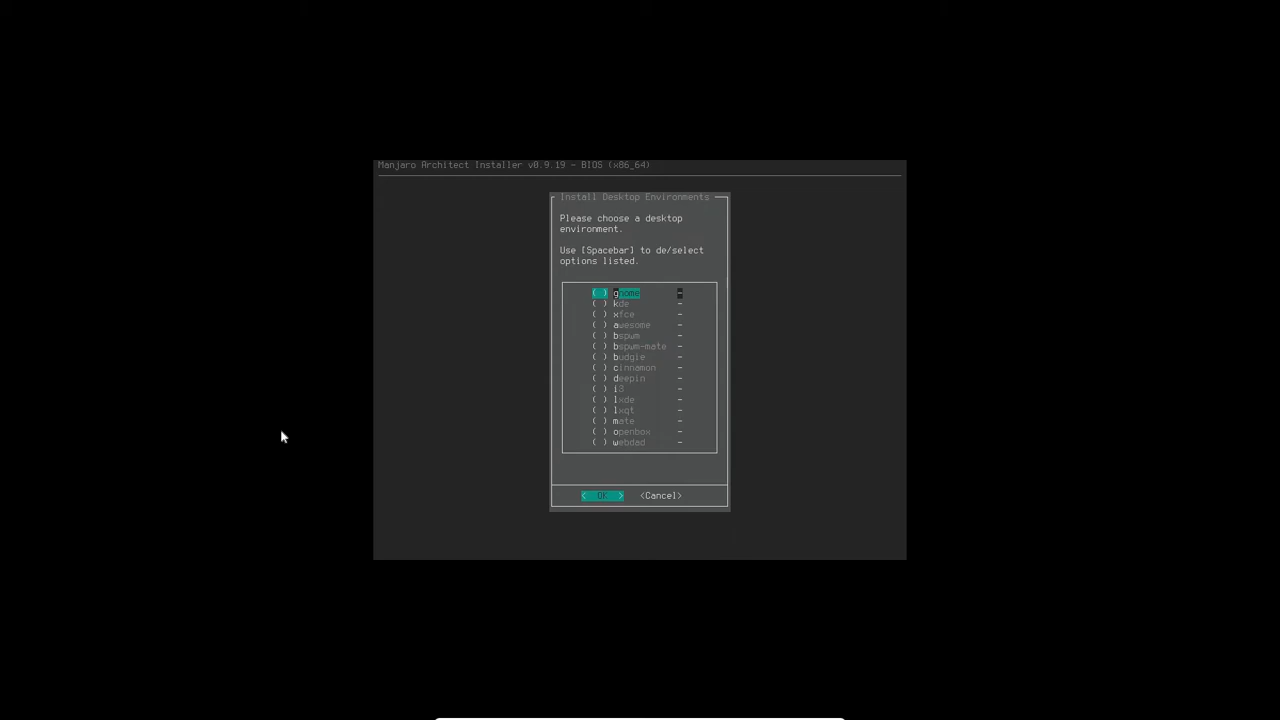 Manjaro Architect Installer v0.9.19 - BIOS (x86_64)
Install Desktop Environments
Please choose a desktop
environment.
Use [Spacebar] to de/select
options listed.
( ) gnome -
( ) kde -
( ) xfce -
( ) awesome -
( ) bspwm -
( ) bspwm-mate -
( ) budgie -
( ) cinnamon -
( ) deepin -
( ) i3 -
( ) lxde -
( ) lxqt -
( ) mate -
( ) openbox -
( ) webdad -
< OK > <Cancel>